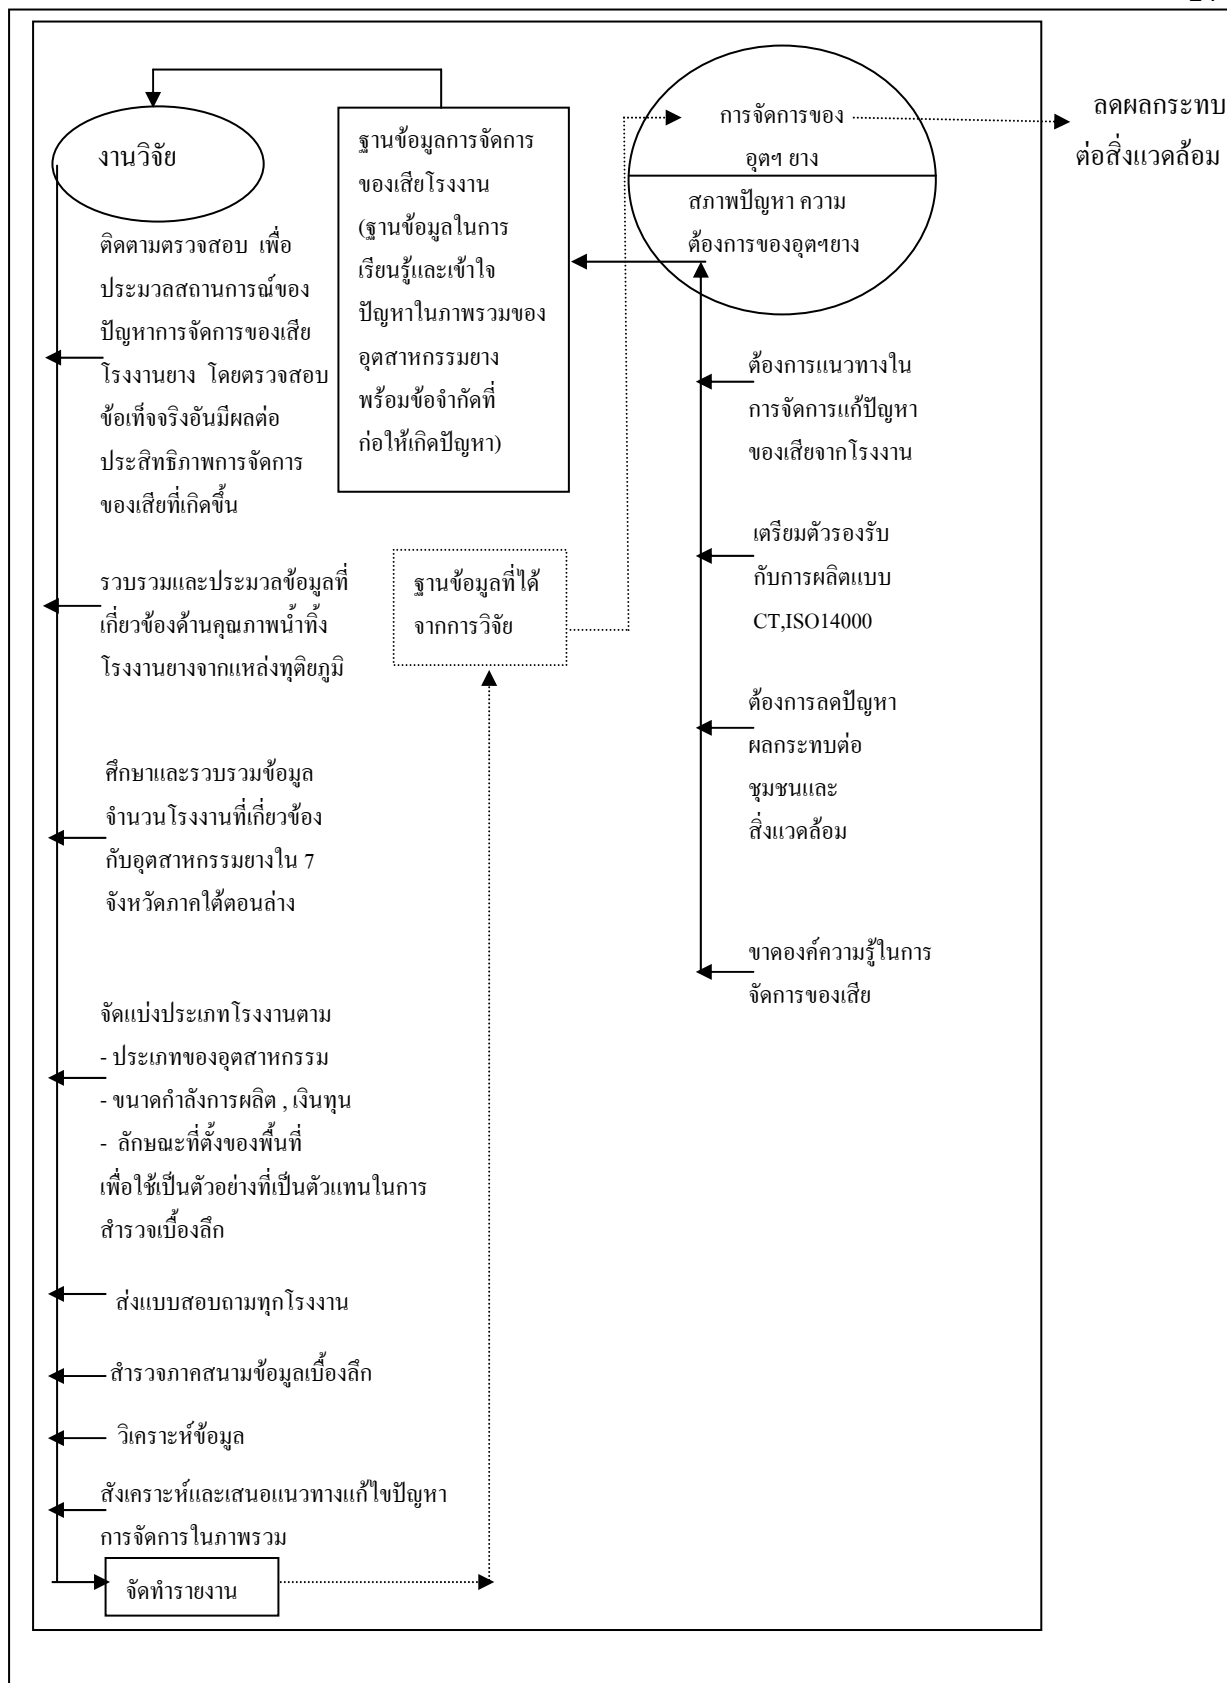 งานวิจัย
ติดตามตรวจสอบ เพื่อ
ประมวลสถานการณ์ของ
ปัญหาการจัดการของเสีย
โรงงานยาง โดยตรวจสอบ
ข้อเท็จจริงอันมีผลต่อ
ประสิทธิภาพการจัดการ
ของเสียที่เกิดขึ้น
รวบรวมและประมวลข้อมูลที่
เกี่ยวข้องด้านคุณภาพน้ำทิ้ง
โรงงานยางจากแหล่งทุติยภูมิ
ศึกษาและรวบรวมข้อมูล
จำนวนโรงงานที่เกี่ยวข้อง
กับอุตสาหกรรมยางใน 7
จังหวัดภาคใต้ตอนล่าง
จัดแบ่งประเภทโรงงานตาม
- ประเภทของอุตสาหกรรม
- ขนาดกำลังการผลิต , เงินทุน
- ลักษณะที่ตั้งของพื้นที่
เพื่อใช้เป็นตัวอย่างที่เป็นตัวแทนในการ
สำรวจเบื้องลึก
ส่งแบบสอบถามทุกโรงงาน
สำรวจภาคสนามข้อมูลเบื้องลึก
วิเคราะห์ข้อมูล
สังเคราะห์และเสนอแนวทางแก้ไขปัญหา
การจัดการในภาพรวม
จัดทำรายงาน
ฐานข้อมูลการจัดการ
ของเสียโรงงาน
(ฐานข้อมูลในการ
เรียนรู้และเข้าใจ
ปัญหาในภาพรวมของ
อุตสาหกรรมยาง
พร้อมข้อจำกัดที่
ก่อให้เกิดปัญหา)
ฐานข้อมูลที่ได้
จากการวิจัย
การจัดการของ
อุตฯ ยาง
สภาพปัญหา ความ
ต้องการของอุตฯยาง
ต้องการแนวทางใน
การจัดการแก้ปัญหา
ของเสียจากโรงงาน
เตรียมตัวรองรับ
กับการผลิตแบบ
CT,ISO14000
ต้องการลดปัญหา
ผลกระทบต่อ
ชุมชนและ
สิ่งแวดล้อม
ขาดองค์ความรู้ในการ
จัดการของเสีย
ลดผลกระทบ
ต่อสิ่งแวดล้อม